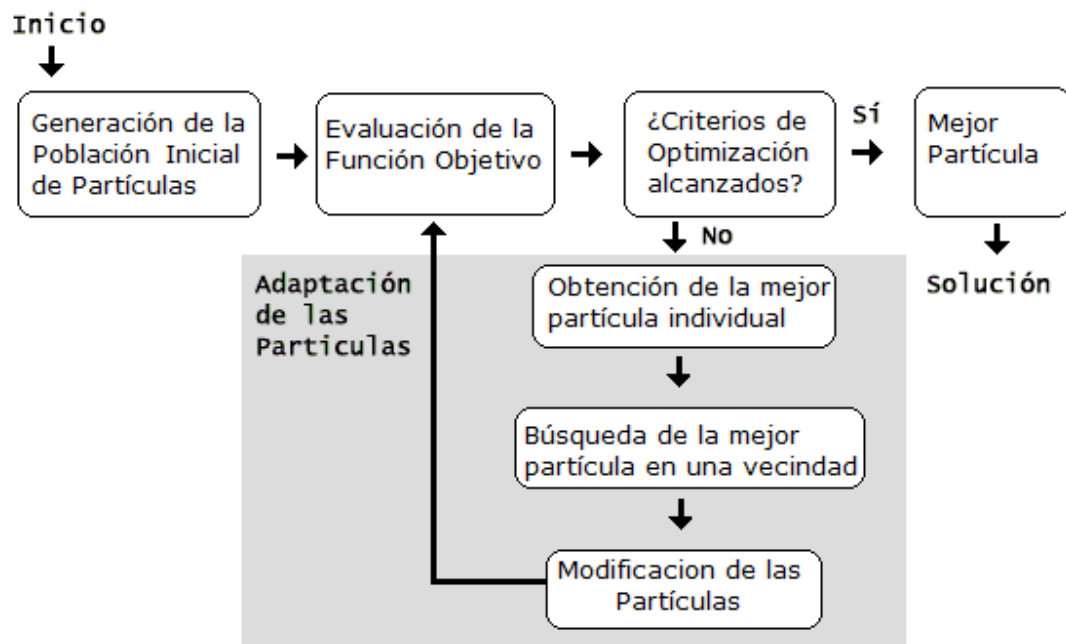 Inicio
Generación de la
Población Inicial
de Partículas
Evaluación de la
Función Objetivo
¿Criterios de
Optimización
alcanzados?
Sí
Mejor
Partícula
No
Solución
Adaptación
de las
Particulas
Obtención de la mejor
partícula individual
Búsqueda de la mejor
partícula en una vecindad
Modificacion de las
Partículas